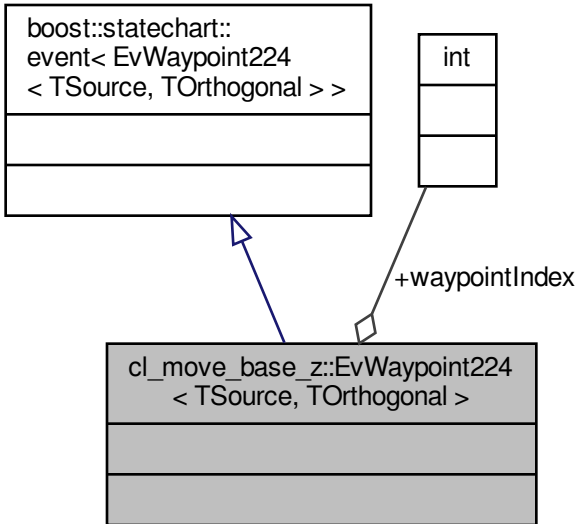 boost::statechart::
event< EvWaypoint224
< TSource, TOrthogonal > >
int
+waypointIndex
cl_move_base_z::EvWaypoint224
< TSource, TOrthogonal >